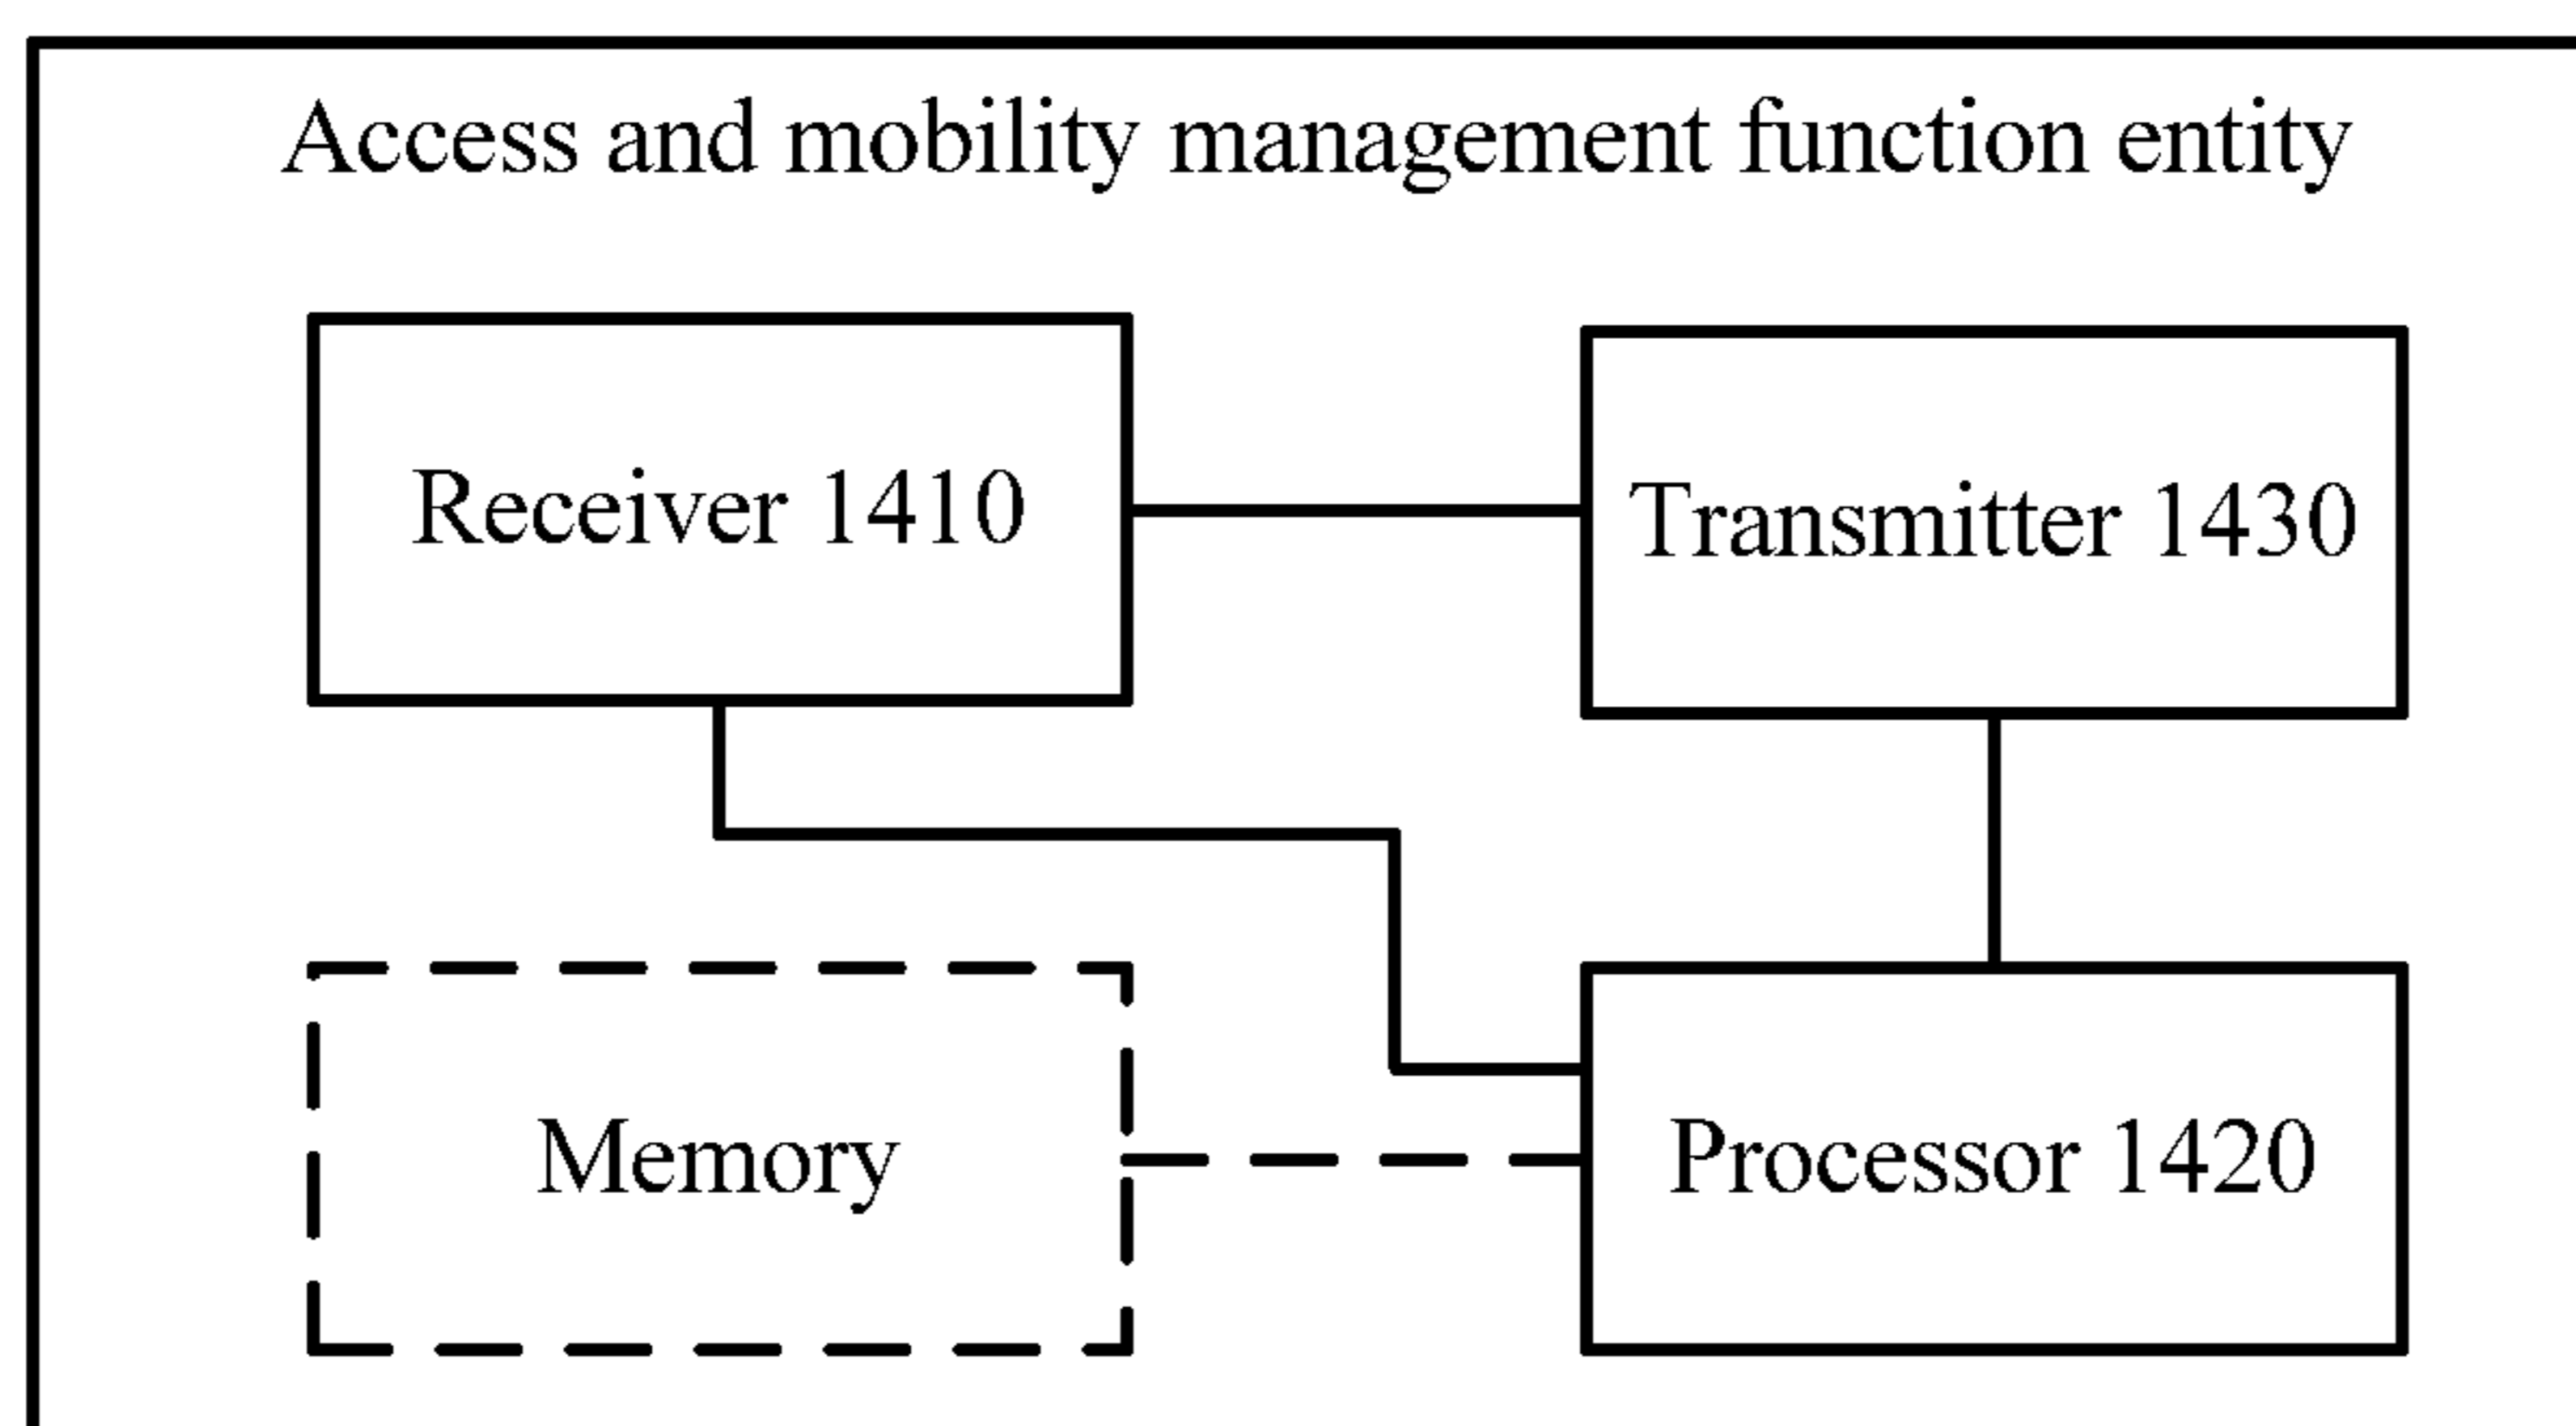 Access and mobility management function entity
Receiver 1410
Transmitter 1430
Memory
Processor 1420